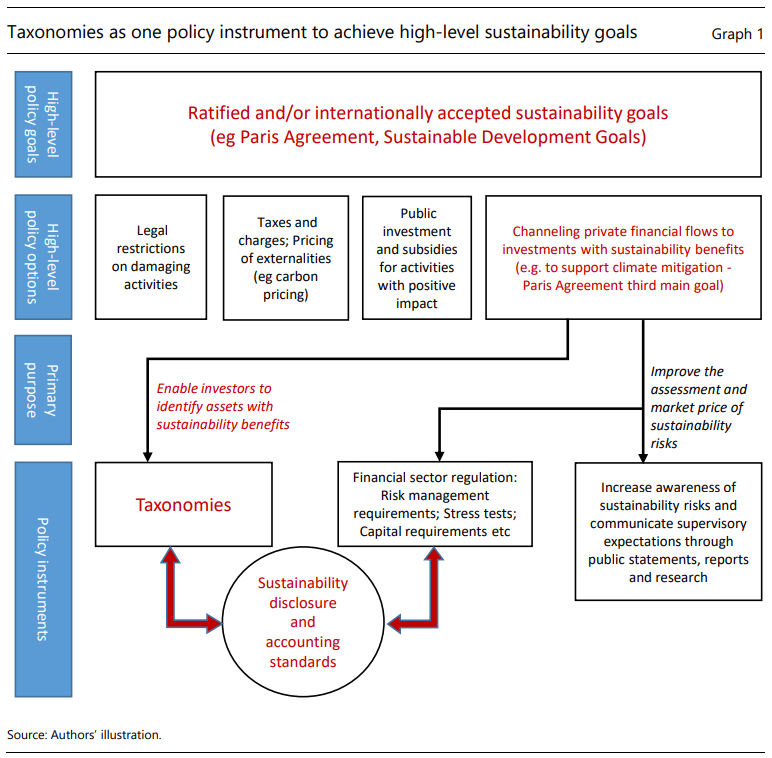 Taxonomies as one policy instrument to achieve high-level sustainability goals
Graph 1
High-level
policy goals
Ratified and/or internationally accepted sustainability goals
(eg Paris Agreement, Sustainable Development Goals)
High-level
policy options
Legal
restrictions
on damaging
activities
Taxes and
charges; Pricing
of externalities
(eg carbon
pricing)
Public
investment
and subsidies
for activities
with positive
impact
Channeling private financial flows to
investments with sustainability benefits
(e.g. to support climate mitigation -
Paris Agreement third main goal)
Primary
purpose
Enable investors to
identify assets with
sustainability benefits
Improve the
assessment and
market price of
sustainability
risks
Policy instruments
Taxonomies
Financial sector regulation:
Risk management
requirements; Stress tests;
Capital requirements etc
Increase awareness of
sustainability risks and
communicate supervisory
expectations through
public statements, reports
and research
Sustainability
disclosure
and
accounting
standards
Source: Authors’ illustration.